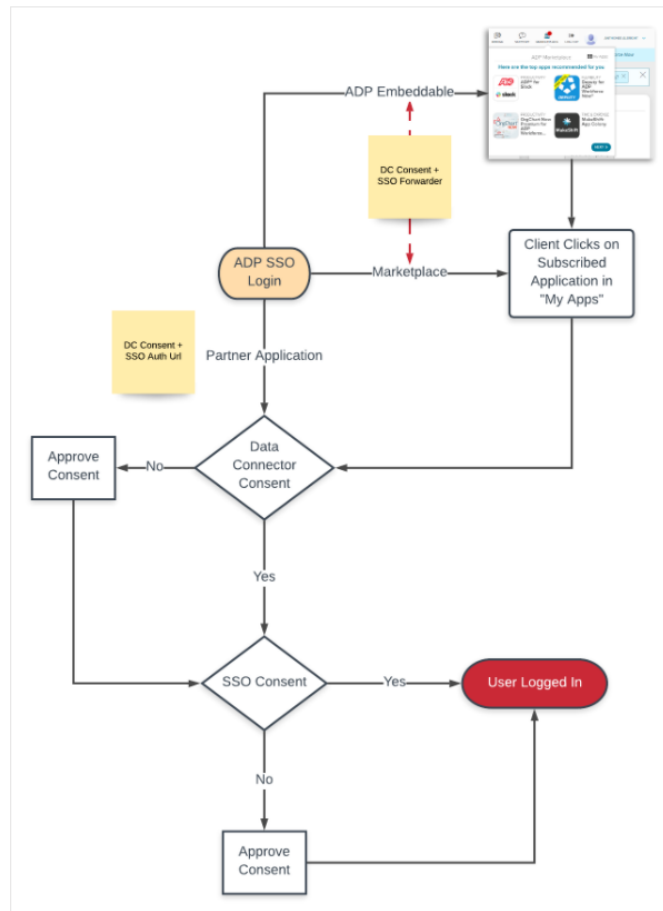 ADP Marketplace
Here are the top apps recommended for you
ADP Embeddable
DC Consent +
SSO Forwarder
ADP SSO
Login
Marketplace
Client Clicks on
Subscribed
Application in
"My Apps"
DC Consent +
SSO Auth Url
Partner Application
Approve
Consent
No
Data
Connector
Consent
Yes
SSO Consent
Yes
User Logged In
No
Approve
Consent